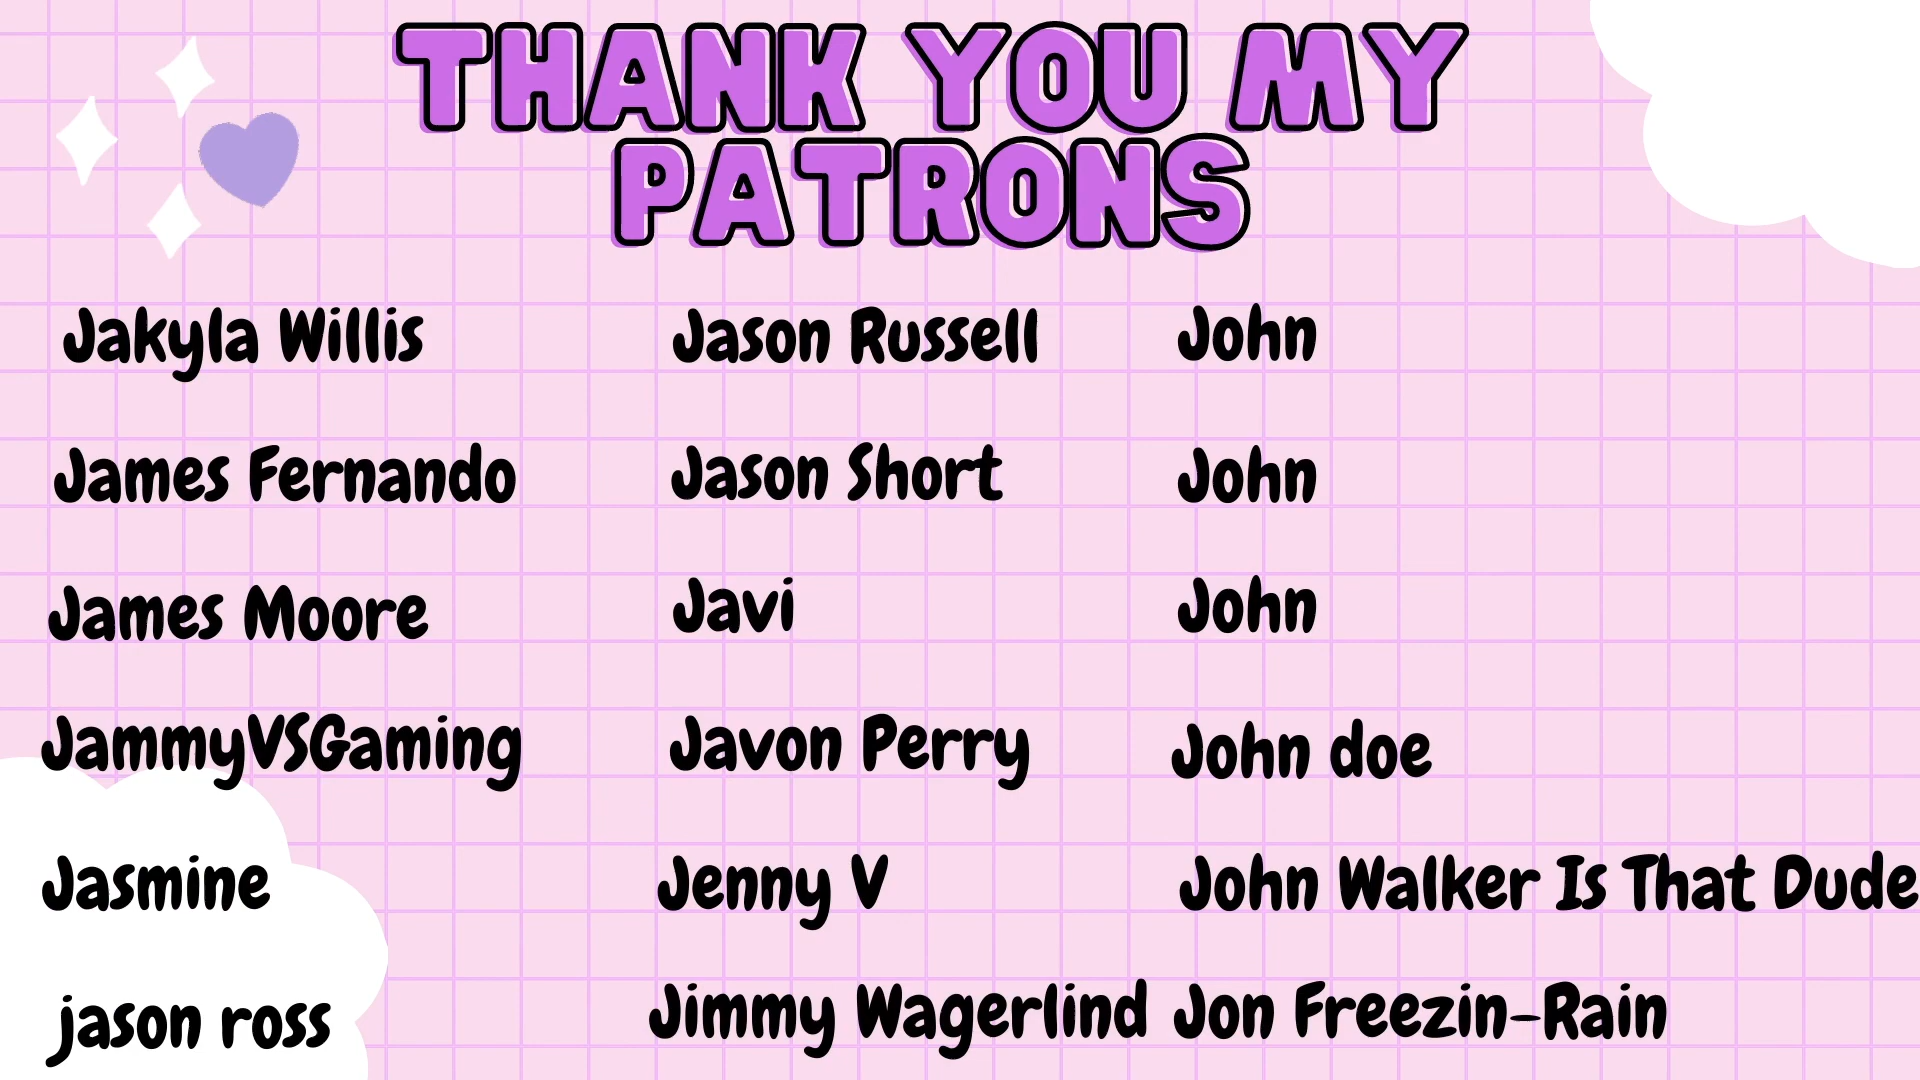 THANK YOU MY
PATRONS
Jakyla Willis
James Fernando
James Moore
JammyVSGaming
Jasmine
jason ross
Jason Russell
Jason Short
Javi
Javon Perry
Jenny V
Jimmy Wagerlind
John
John
John
John doe
John Walker Is That Dude
Jon Freezin-Rain